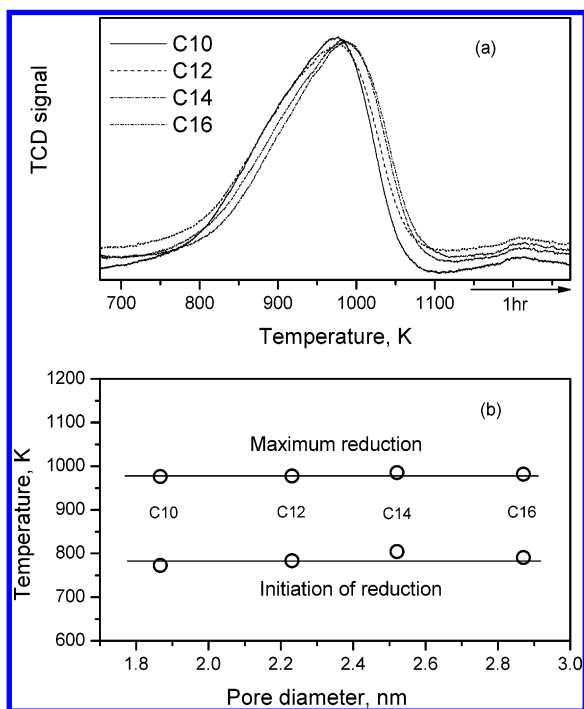 (a)
C10
C12
C14
C16
TCD signal
700 800 900 1000 1100 1hr
Temperature, K
(b)
1200
1100
1000
900
800
700
600
Temperature, K
Maximum reduction
C10 C12 C14 C16
Initiation of reduction
1.8 2.0 2.2 2.4 2.6 2.8 3.0
Pore diameter, nm